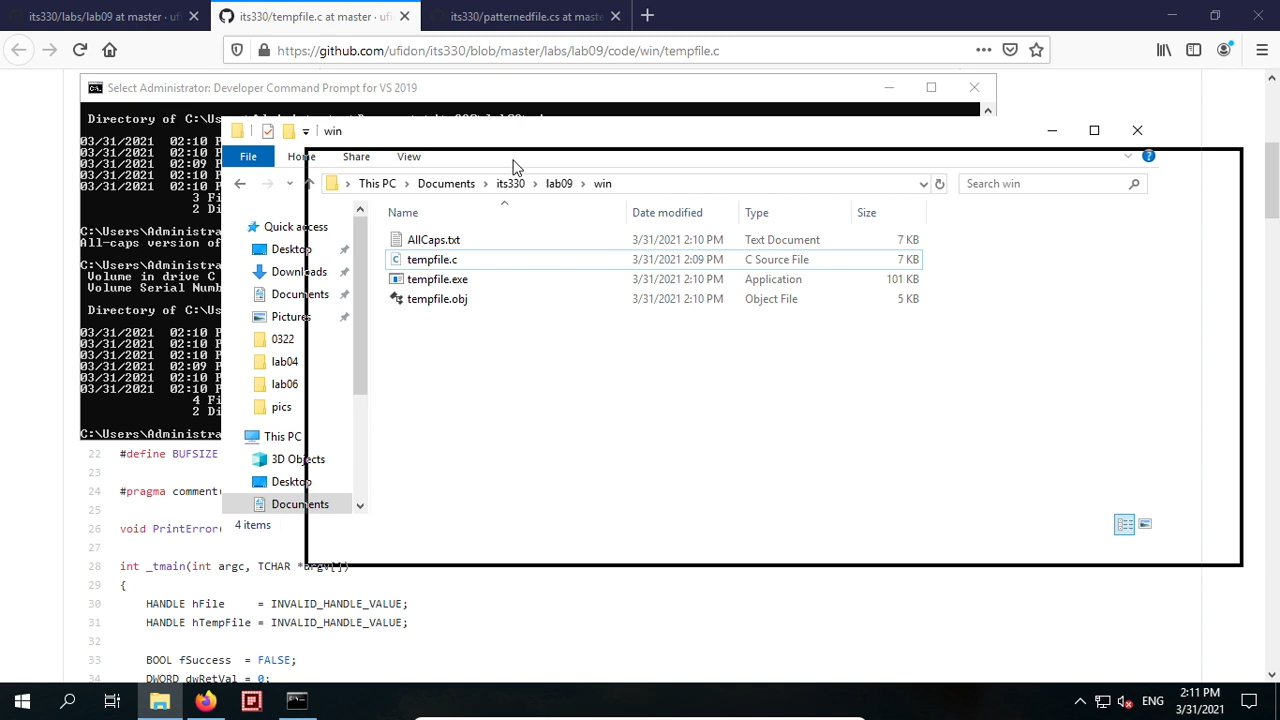 its330/labs/lab09 at master · ufi
its330/tempfile.c at master · ufi
its330/patternedfile.cs at maste
https://github.com/ufidon/its330/blob/master/labs/lab09/code/win/tempfile.c
Select Administrator: Developer Command Prompt for VS 2019
Directory of C:\Us
03/31/2021 02:10 P
03/31/2021 02:10 P
03/31/2021 02:09 P
03/31/2021 02:10 P
03/31/2021 02:10 P
3 Fi
2 Di
C:\Users\Administra
All-caps version of
C:\Users\Administra
Volume in drive C
Volume Serial Numb
Directory of C:\Us
03/31/2021 02:10 P
03/31/2021 02:10 P
03/31/2021 02:10 P
03/31/2021 02:09 P
03/31/2021 02:10 P
03/31/2021 02:10 P
4 Fi
2 Di
C:\Users\Administra
win
File Home Share View
This PC › Documents › its330 › lab09 › win
Search win
Quick access
Desktop
Downloads
Documents
Pictures
0322
lab04
lab06
pics
This PC
3D Objects
Desktop
Documents
4 items
Name Date modified Type Size
AllCaps.txt 3/31/2021 2:10 PM Text Document 7 KB
tempfile.c 3/31/2021 2:09 PM C Source File 7 KB
tempfile.exe 3/31/2021 2:10 PM Application 101 KB
tempfile.obj 3/31/2021 2:10 PM Object File 5 KB
22 #define BUFSIZE
23
24 #pragma comment(
25
26 void PrintError(
27
28 int _tmain(int argc, TCHAR *argv[])
29 {
30 HANDLE hFile = INVALID_HANDLE_VALUE;
31 HANDLE hTempFile = INVALID_HANDLE_VALUE;
32
33 BOOL fSuccess = FALSE;
34 DWORD dwRetVal = 0;
ENG
2:11 PM
3/31/2021